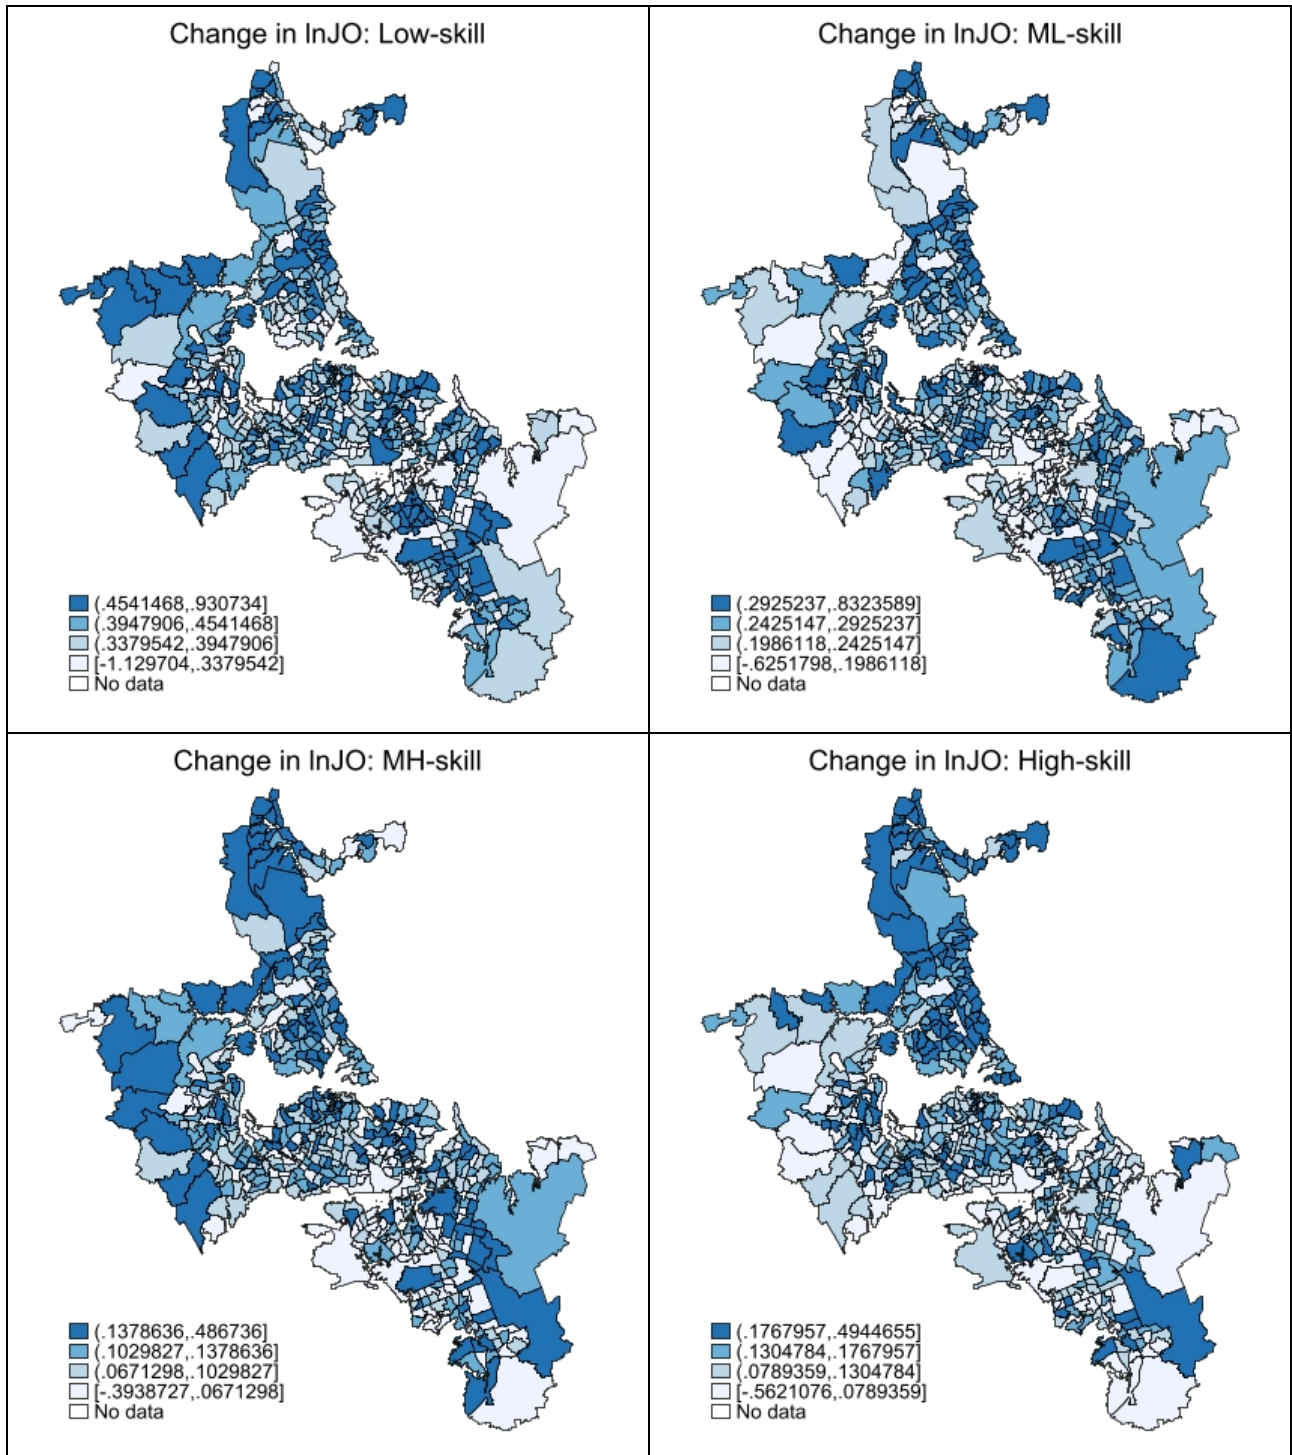 Change in lnJO: Low-skill
(.4541468,.930734]
(.3947906,.4541468]
(.3379542,.3947906]
[-1.129704,.3379542]
No data
Change in lnJO: ML-skill
(.2925237,.8323589]
(.2425147,.2925237]
(.1986118,.2425147]
[-.6251798,.1986118]
No data
Change in lnJO: MH-skill
(.1378636,.486736]
(.1029827,.1378636]
(.0671298,.1029827]
[-.3938727,.0671298]
No data
Change in lnJO: High-skill
(.1767957,.4944655]
(.1304784,.1767957]
(.0789359,.1304784]
[-.5621076,.0789359]
No data